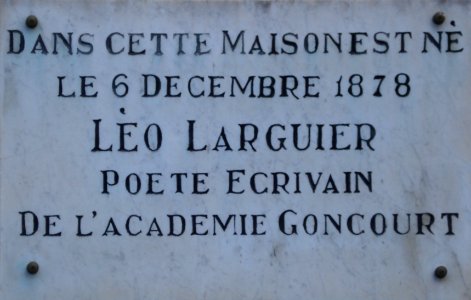 DANS CETTE MAISON EST NÈ
LE 6 DECEMBRE 1878
LÈO LARGUIER
POETE ECRIVAIN
DE L'ACADEMIE GONCOURT